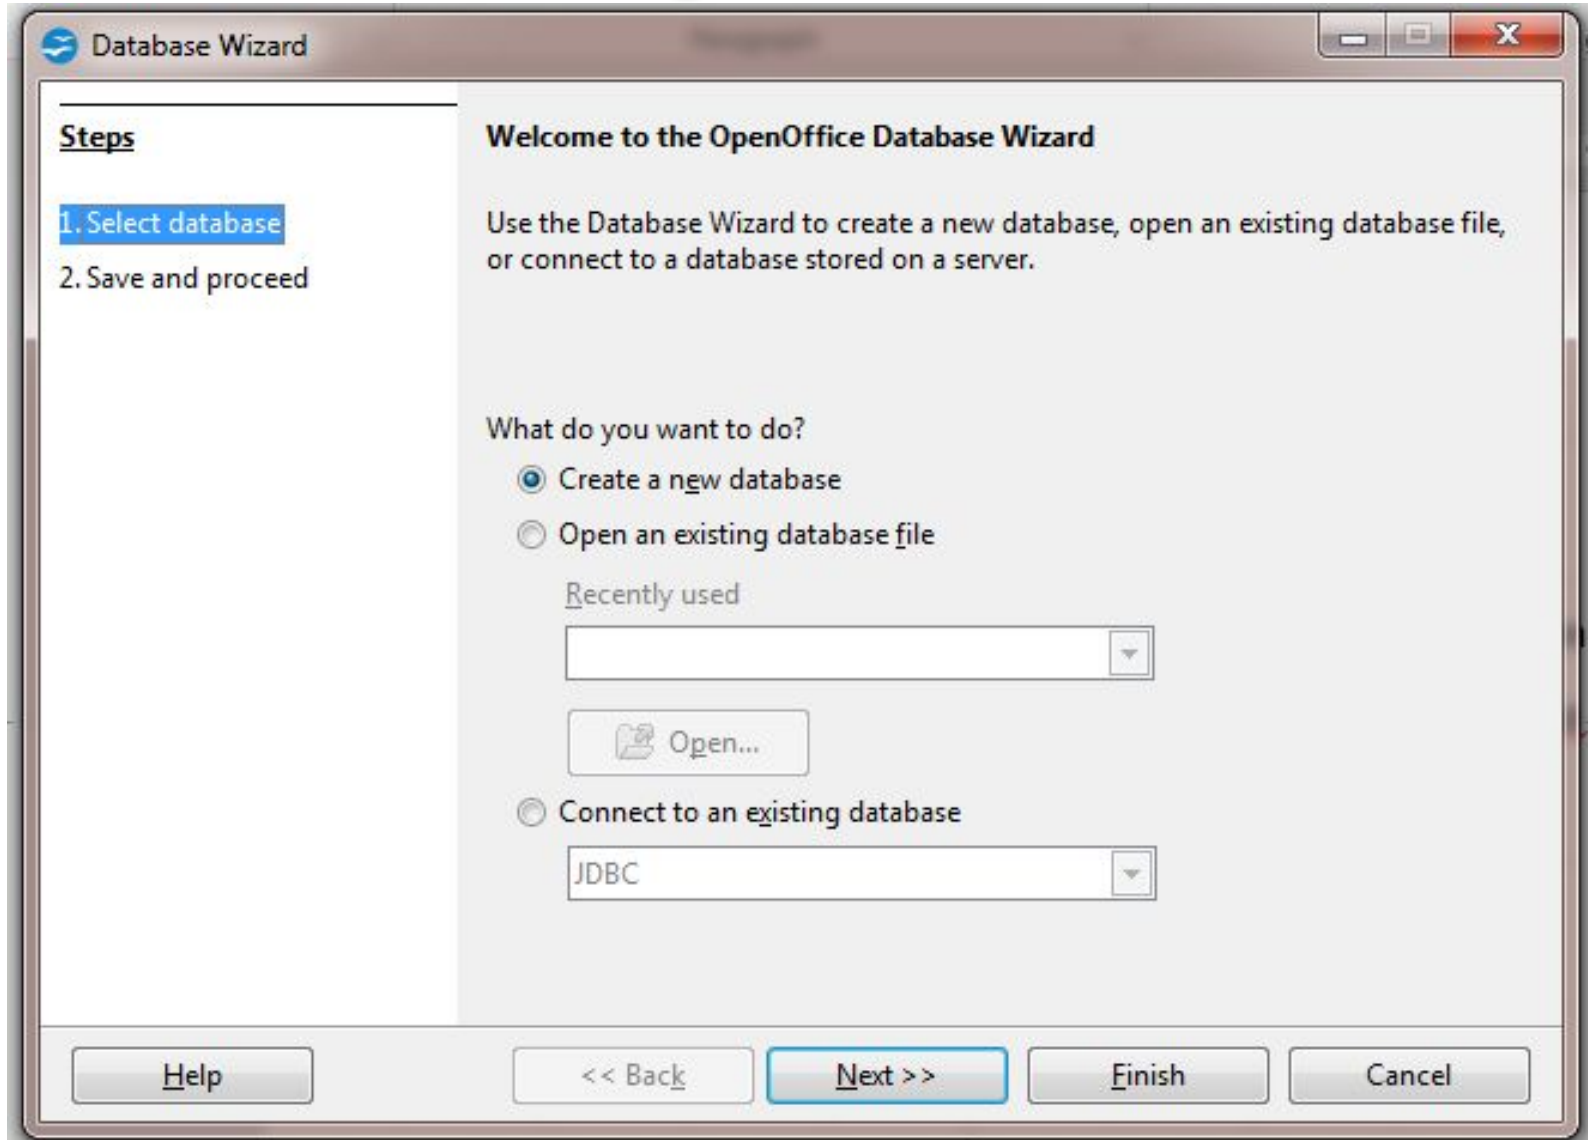 Database Wizard
Steps
1. Select database
2. Save and proceed
Welcome to the OpenOffice Database Wizard
Use the Database Wizard to create a new database, open an existing database file,
or connect to a database stored on a server.
What do you want to do?
Create a new database
Open an existing database file
Recently used
Open...
Connect to an existing database
JDBC
Help
<< Back
Next >>
Finish
Cancel